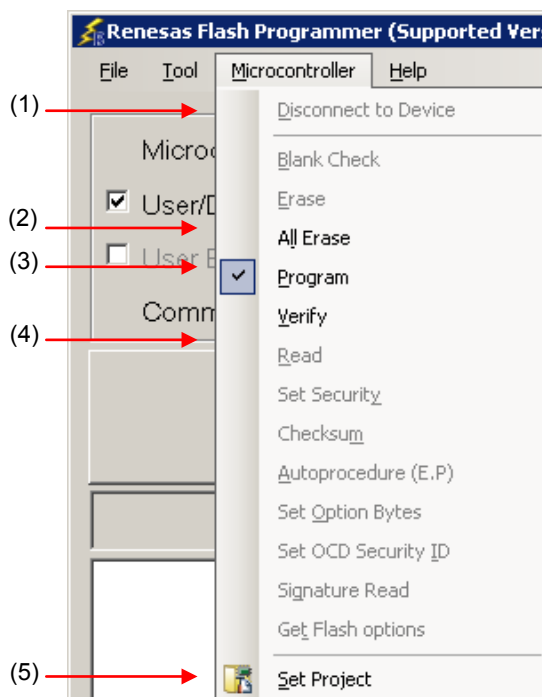 Renesas Flash Programmer (Supported Ver
File Tool Microcontroller Help
(1) Disconnect to Device
Micro
Blank Check
User/D
Erase
(2)
All Erase
User
(3)
Program
Comm
Verify
(4)
Read
Set Security
Checksum
Autoprocedure (E.P)
Set Option Bytes
Set OCD Security ID
Signature Read
Get Flash options
(5) Set Project